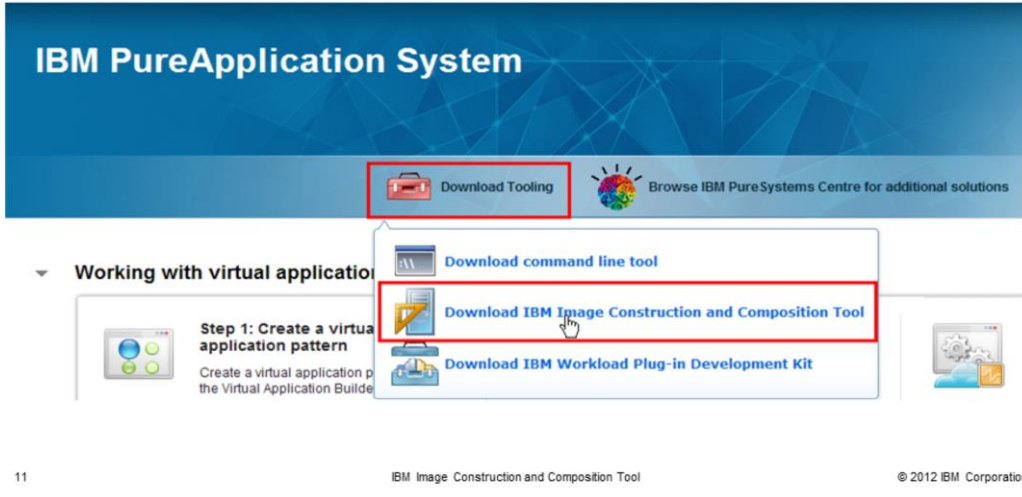 IBM PureApplication System
Download Tooling
Browse IBM PureSystems Centre for additional solutions
Download command line tool
Working with virtual applicatio
Download IBM Image Construction and Composition Tool
Step 1: Create a virtua
application pattern
Download IBM Workload Plug-in Development Kit
Create a virtual application p
the Virtual Application Builde
11
IBM Image Construction and Composition Tool
© 2012 IBM Corporatio